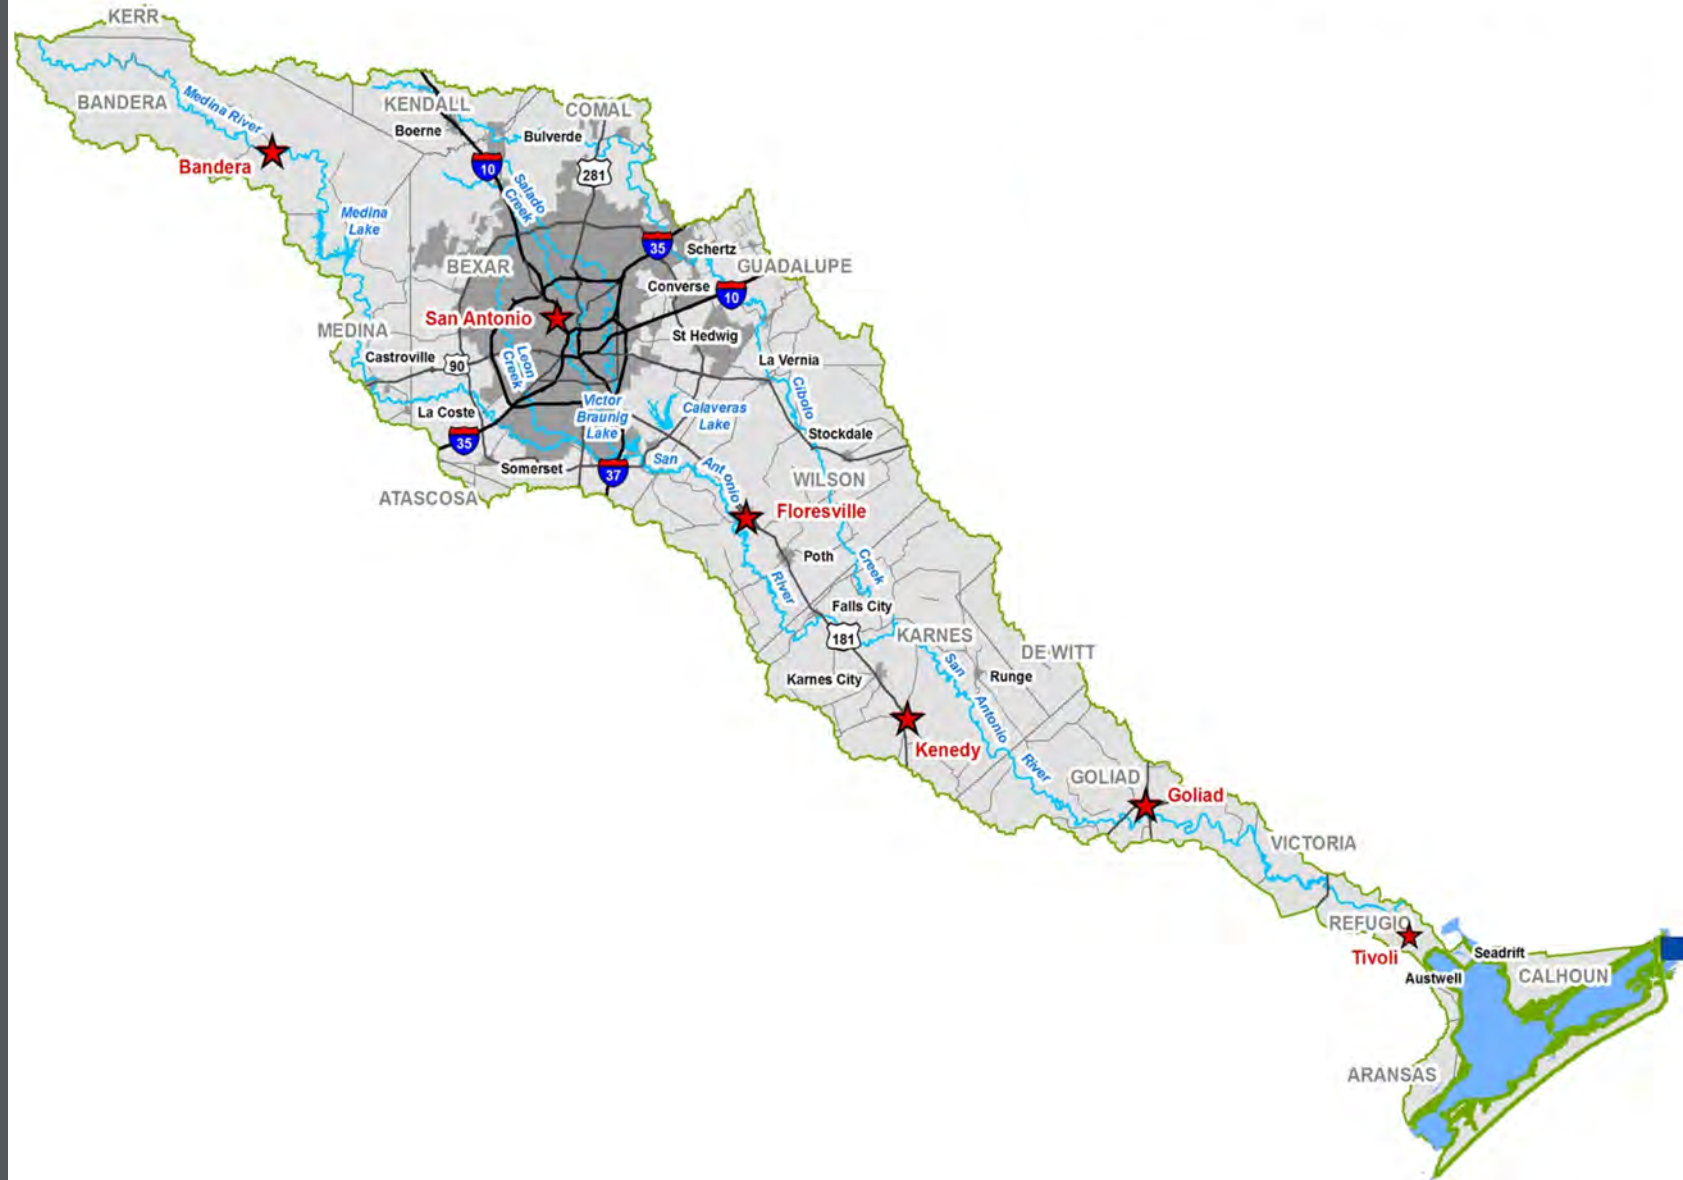 KERR
BANDERA
Medina River
Bandera
KENDALL
COMAL
Boerne
Bulverde
10
281
Salado
Creek
Medina
Lake
35
Schertz
BEXAR
GUADALUPE
Converse
10
San Antonio
MEDINA
St Hedwig
Castroville
90
Leon
Creek
La Vernia
Cibolo
La Coste
Victor
Braunig
Lake
Calaveras
Lake
Stockdale
35
Somerset
37
San
Antonio
WILSON
ATASCOSA
Floresville
Poth
Creek
River
Falls City
181
KARNES
DE WITT
San
Karnes City
Runge
Antonio
Kenedy
River
GOLIAD
Goliad
VICTORIA
REFUGIO
Tivoli
Seadrift
Austwell
CALHOUN
ARANSAS